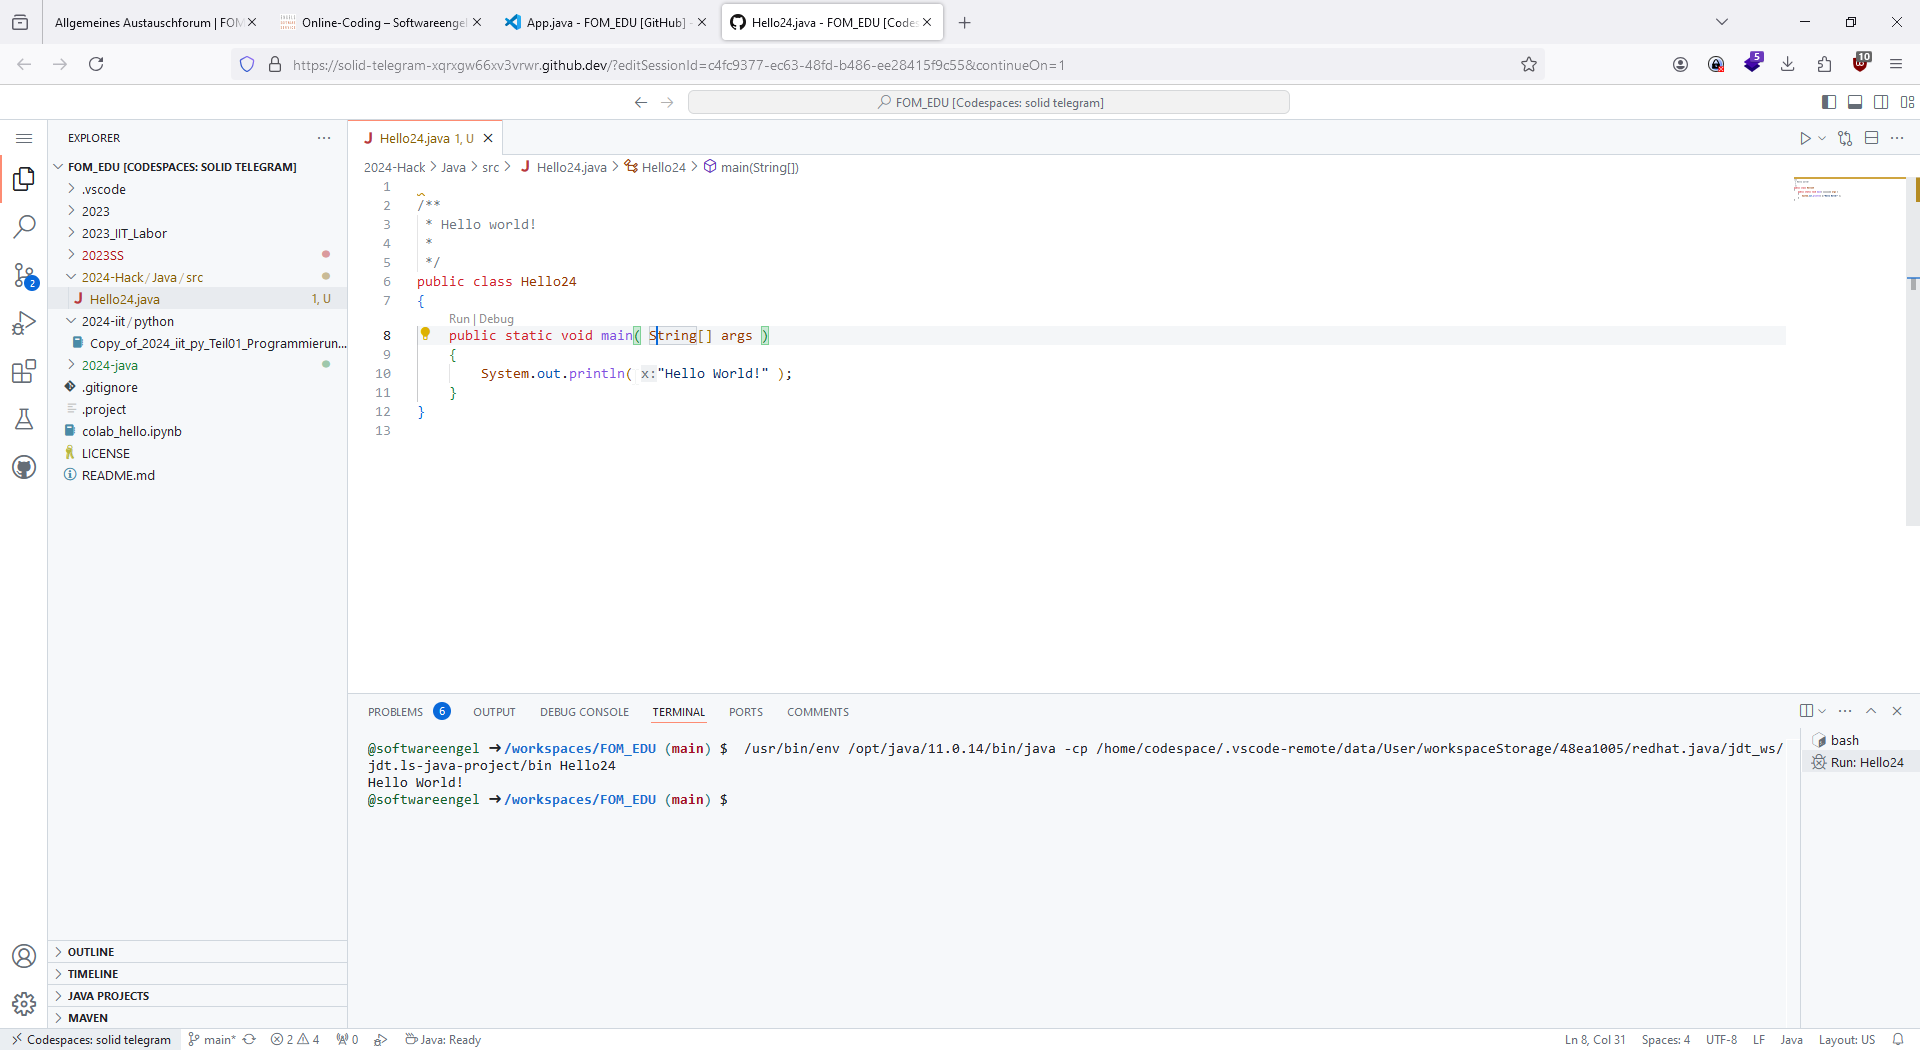 Allgemeines Austauschforum | FOM
Online-Coding – Softwareengel
App.java - FOM_EDU [GitHub] -
Hello24.java - FOM_EDU [Codes
https://solid-telegram-xqrxgw66xv3vrwr.github.dev/?editSessionId=c4fc9377-ec63-48fd-b486-ee28415f9c55&continueOn=1
5
10
FOM_EDU [Codespaces: solid telegram]
EXPLORER
FOM_EDU [CODESPACES: SOLID TELEGRAM]
.vscode
2023
2023_IIT_Labor
2023SS
2024-Hack / Java / src
Hello24.java 1, U
2024-iit / python
Copy_of_2024_iit_py_Teil01_Programmierun...
2024-java
.gitignore
.project
colab_hello.ipynb
LICENSE
README.md
2
OUTLINE
TIMELINE
JAVA PROJECTS
MAVEN
Hello24.java 1, U
2024-Hack > Java > src > Hello24.java > Hello24 > main(String[])
1
2 /**
3 * Hello world!
4 *
5 */
6 public class Hello24
7 {
Run | Debug
8 public static void main( String[] args )
9 {
10 System.out.println( x:"Hello World!" );
11 }
12 }
13
PROBLEMS 6 OUTPUT DEBUG CONSOLE TERMINAL PORTS COMMENTS
@softwareengel ➜ /workspaces/FOM_EDU (main) $ /usr/bin/env /opt/java/11.0.14/bin/java -cp /home/codespace/.vscode-remote/data/User/workspaceStorage/48ea1005/redhat.java/jdt_ws/
jdt.ls-java-project/bin Hello24
Hello World!
@softwareengel ➜ /workspaces/FOM_EDU (main) $
bash
Run: Hello24
Codespaces: solid telegram main* 2 4 0 Java: Ready
Ln 8, Col 31 Spaces: 4 UTF-8 LF Java Layout: US